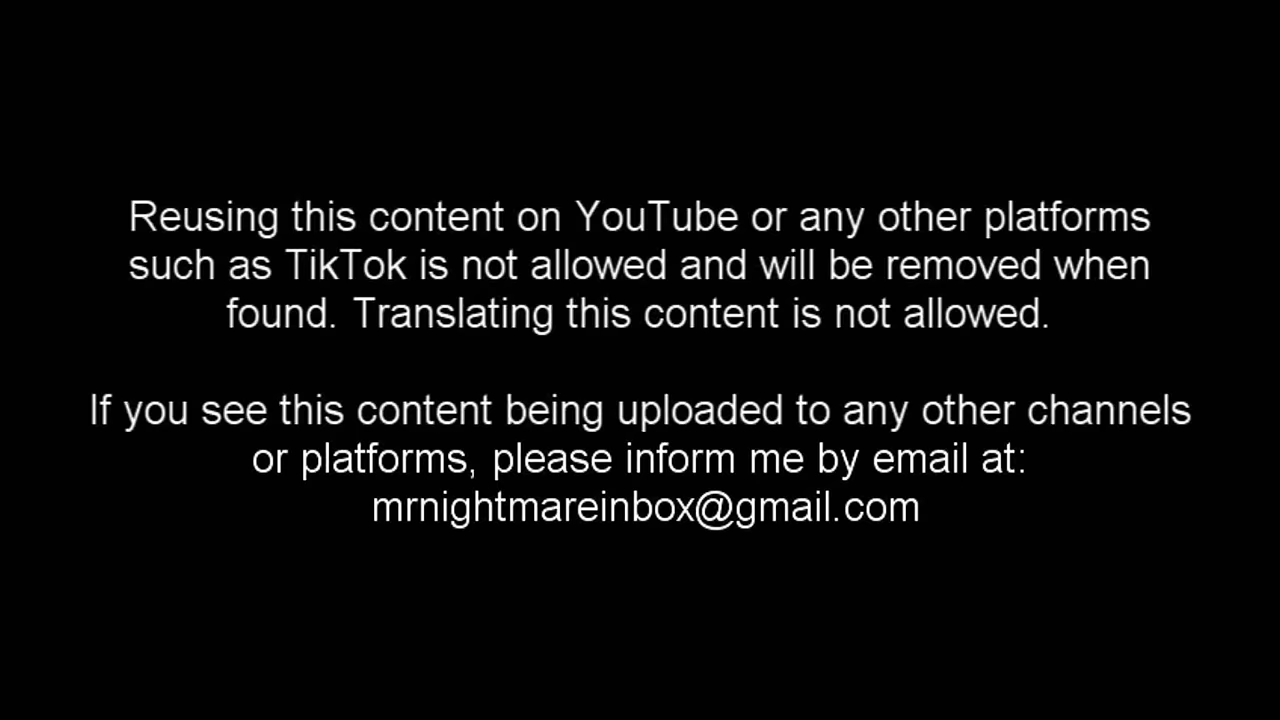 Reusing this content on YouTube or any other platforms
such as TikTok is not allowed and will be removed when
found. Translating this content is not allowed.
If you see this content being uploaded to any other channels
or platforms, please inform me by email at:
mrnightmareinbox@gmail.com